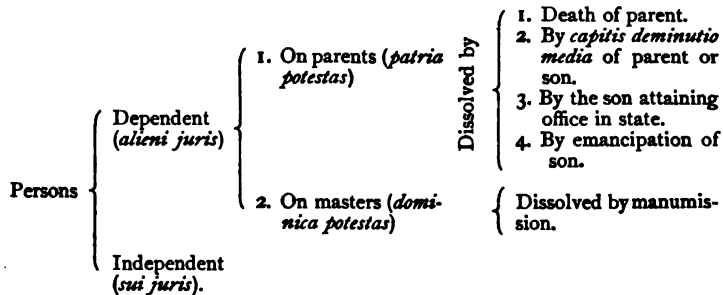 Persons
Dependent
(alieni juris)
1. On parents (patria
potestas)
Dissolved by
1. Death of parent.
2. By capitis deminutio
media of parent or
son.
3. By the son attaining
office in state.
4. By emancipation of
son.
2. On masters (domi-
nica potestas)
Dissolved by manumis-
sion.
Independent
(sui juris).